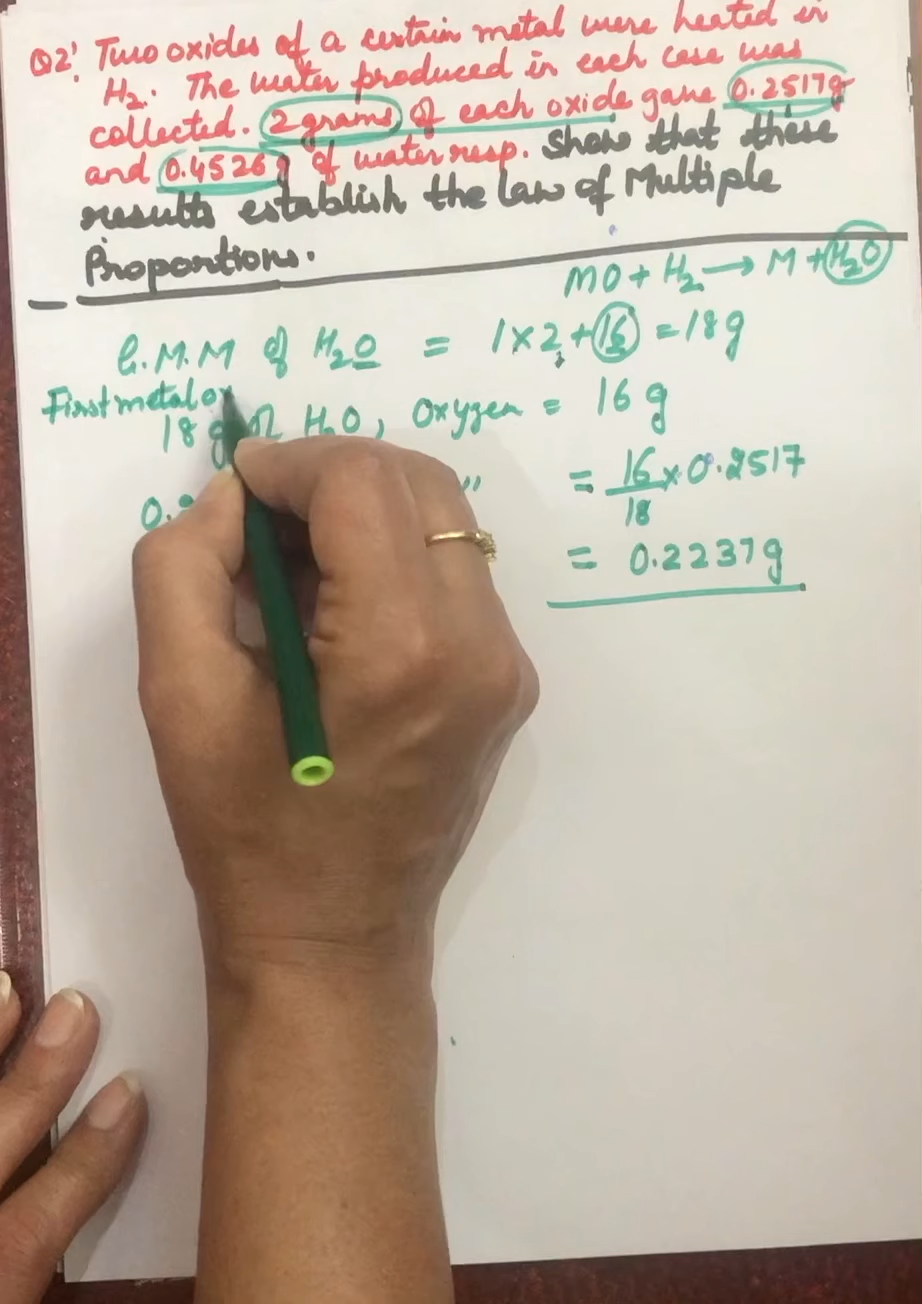 Q2: Two oxides of a certain metal were heated in
H2. The water produced in each case was
collected. 2 grams of each oxide gave 0.2517g
and 0.4526 of water resp. Show that these
results establish the law of Multiple
Proportions.
MO + H2 → M + H2O
G.M.M of H2O = 1×2+16 = 18g
First metal ox
18 g of H2O, Oxygen = 16 g
0. " = 16/18 × 0.2517
= 0.2237g